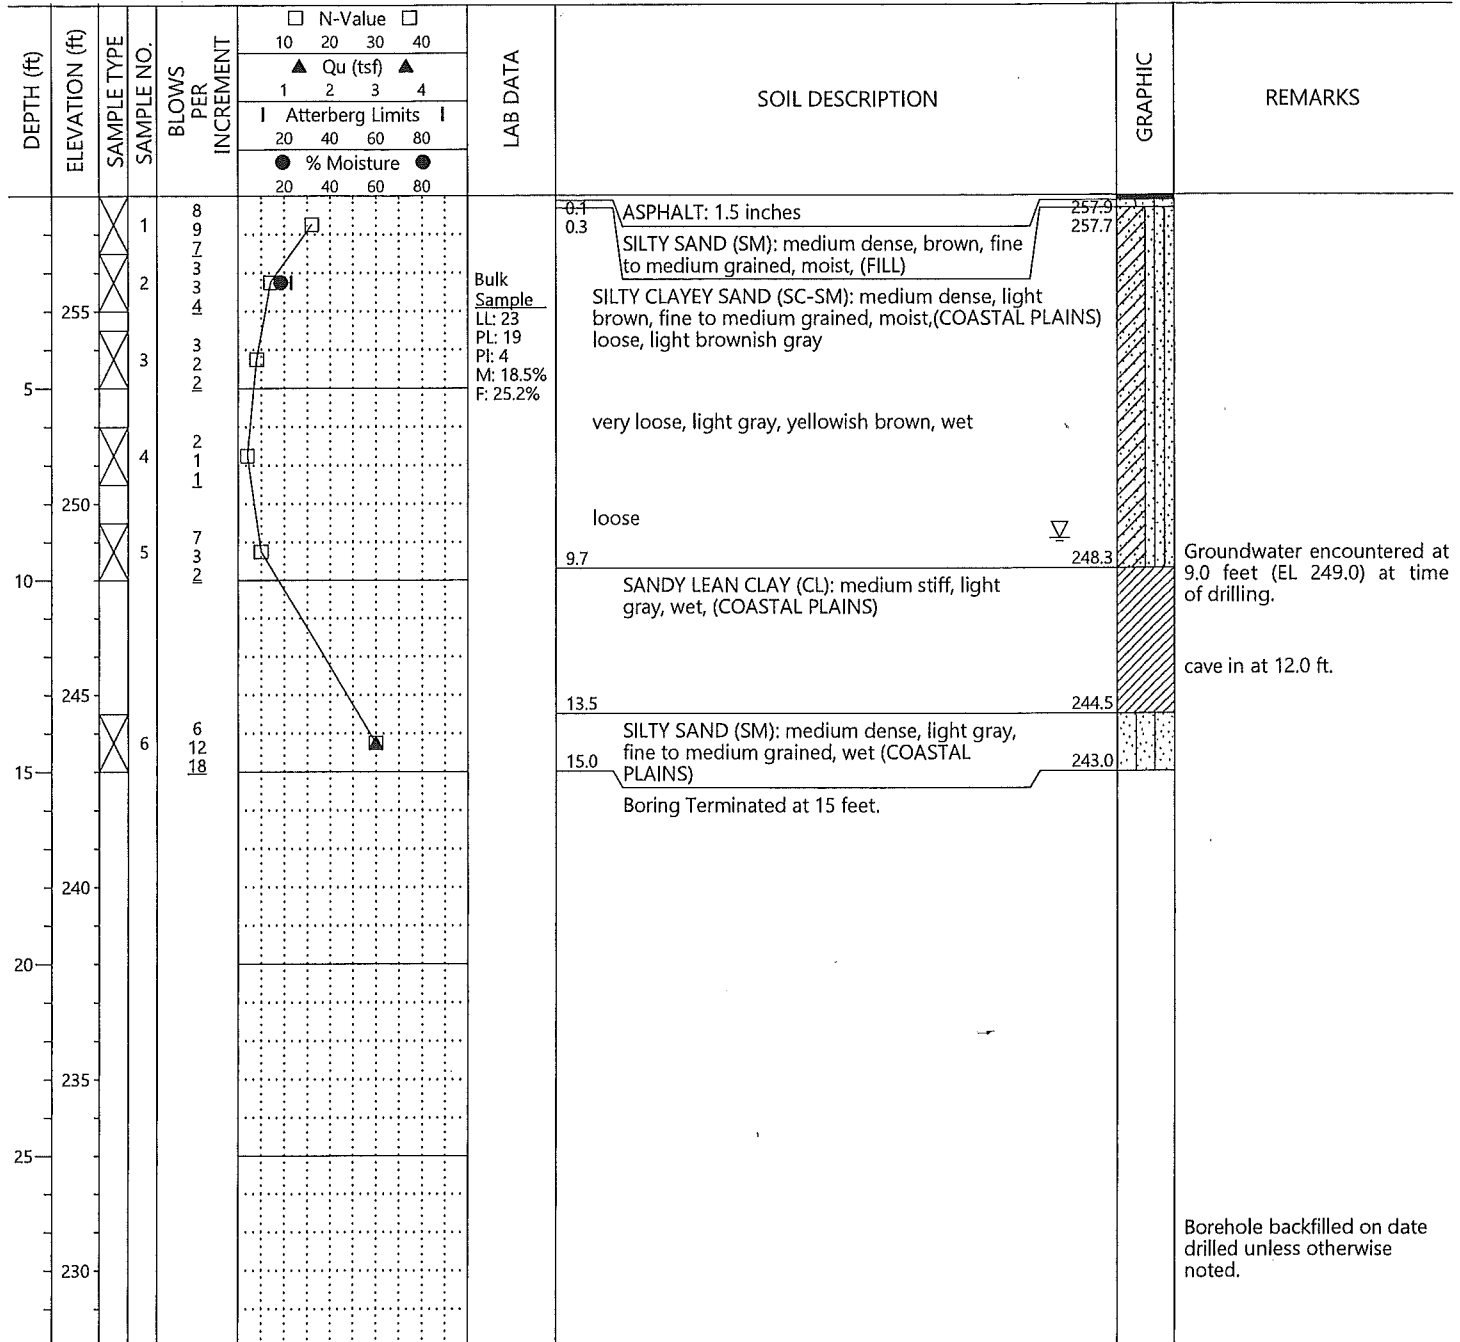 DEPTH (ft)
ELEVATION (ft)
SAMPLE TYPE
SAMPLE NO.
BLOWS
PER
INCREMENT
N-Value
10 20 30 40
Qu (tsf)
1 2 3 4
Atterberg Limits
20 40 60 80
% Moisture
20 40 60 80
LAB DATA
SOIL DESCRIPTION
GRAPHIC
REMARKS
1
8
9
7
2
3
3
4
255
3
3
2
2
5
4
2
1
1
250
5
7
3
2
10
245
6
6
12
18
15
240
20
235
25
230
Bulk
Sample
LL: 23
PL: 19
PI: 4
M: 18.5%
F: 25.2%
0.1 ASPHALT: 1.5 inches 257.9
0.3 257.7
SILTY SAND (SM): medium dense, brown, fine
to medium grained, moist, (FILL)
SILTY CLAYEY SAND (SC-SM): medium dense, light
brown, fine to medium grained, moist,(COASTAL PLAINS)
loose, light brownish gray
very loose, light gray, yellowish brown, wet
loose
9.7 248.3
SANDY LEAN CLAY (CL): medium stiff, light
gray, wet, (COASTAL PLAINS)
13.5 244.5
SILTY SAND (SM): medium dense, light gray,
fine to medium grained, wet (COASTAL
15.0 PLAINS) 243.0
Boring Terminated at 15 feet.
Groundwater encountered at
9.0 feet (EL 249.0) at time
of drilling.
cave in at 12.0 ft.
Borehole backfilled on date
drilled unless otherwise
noted.